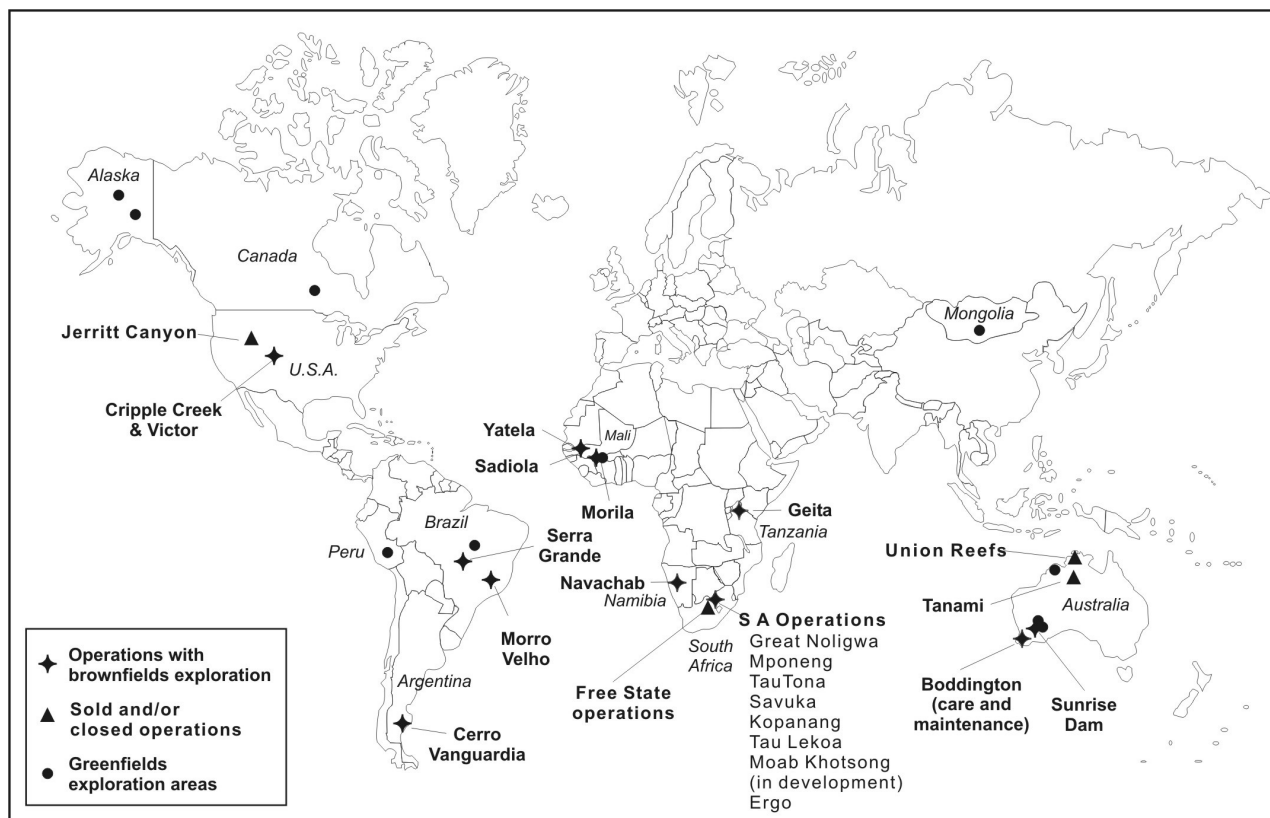 Alaska
Canada
Jerritt Canyon
U.S.A.
Cripple Creek
& Victor
Mongolia
Yatela
Mali
Sadiola
Morila
Geita
Tanzania
Brazil
Peru
Serra
Grande
Navachab
Namibia
Union Reefs
Tanami
Australia
Morro
Velho
Argentina
South
Africa
Free State
operations
S A Operations
Great Noligwa
Mponeng
TauTona
Savuka
Kopanang
Tau Lekoa
Moab Khotsong
(in development)
Ergo
Boddington
(care and
maintenance)
Sunrise
Dam
Cerro
Vanguardia
Operations with
brownfields exploration
Sold and/or
closed operations
Greenfields
exploration areas